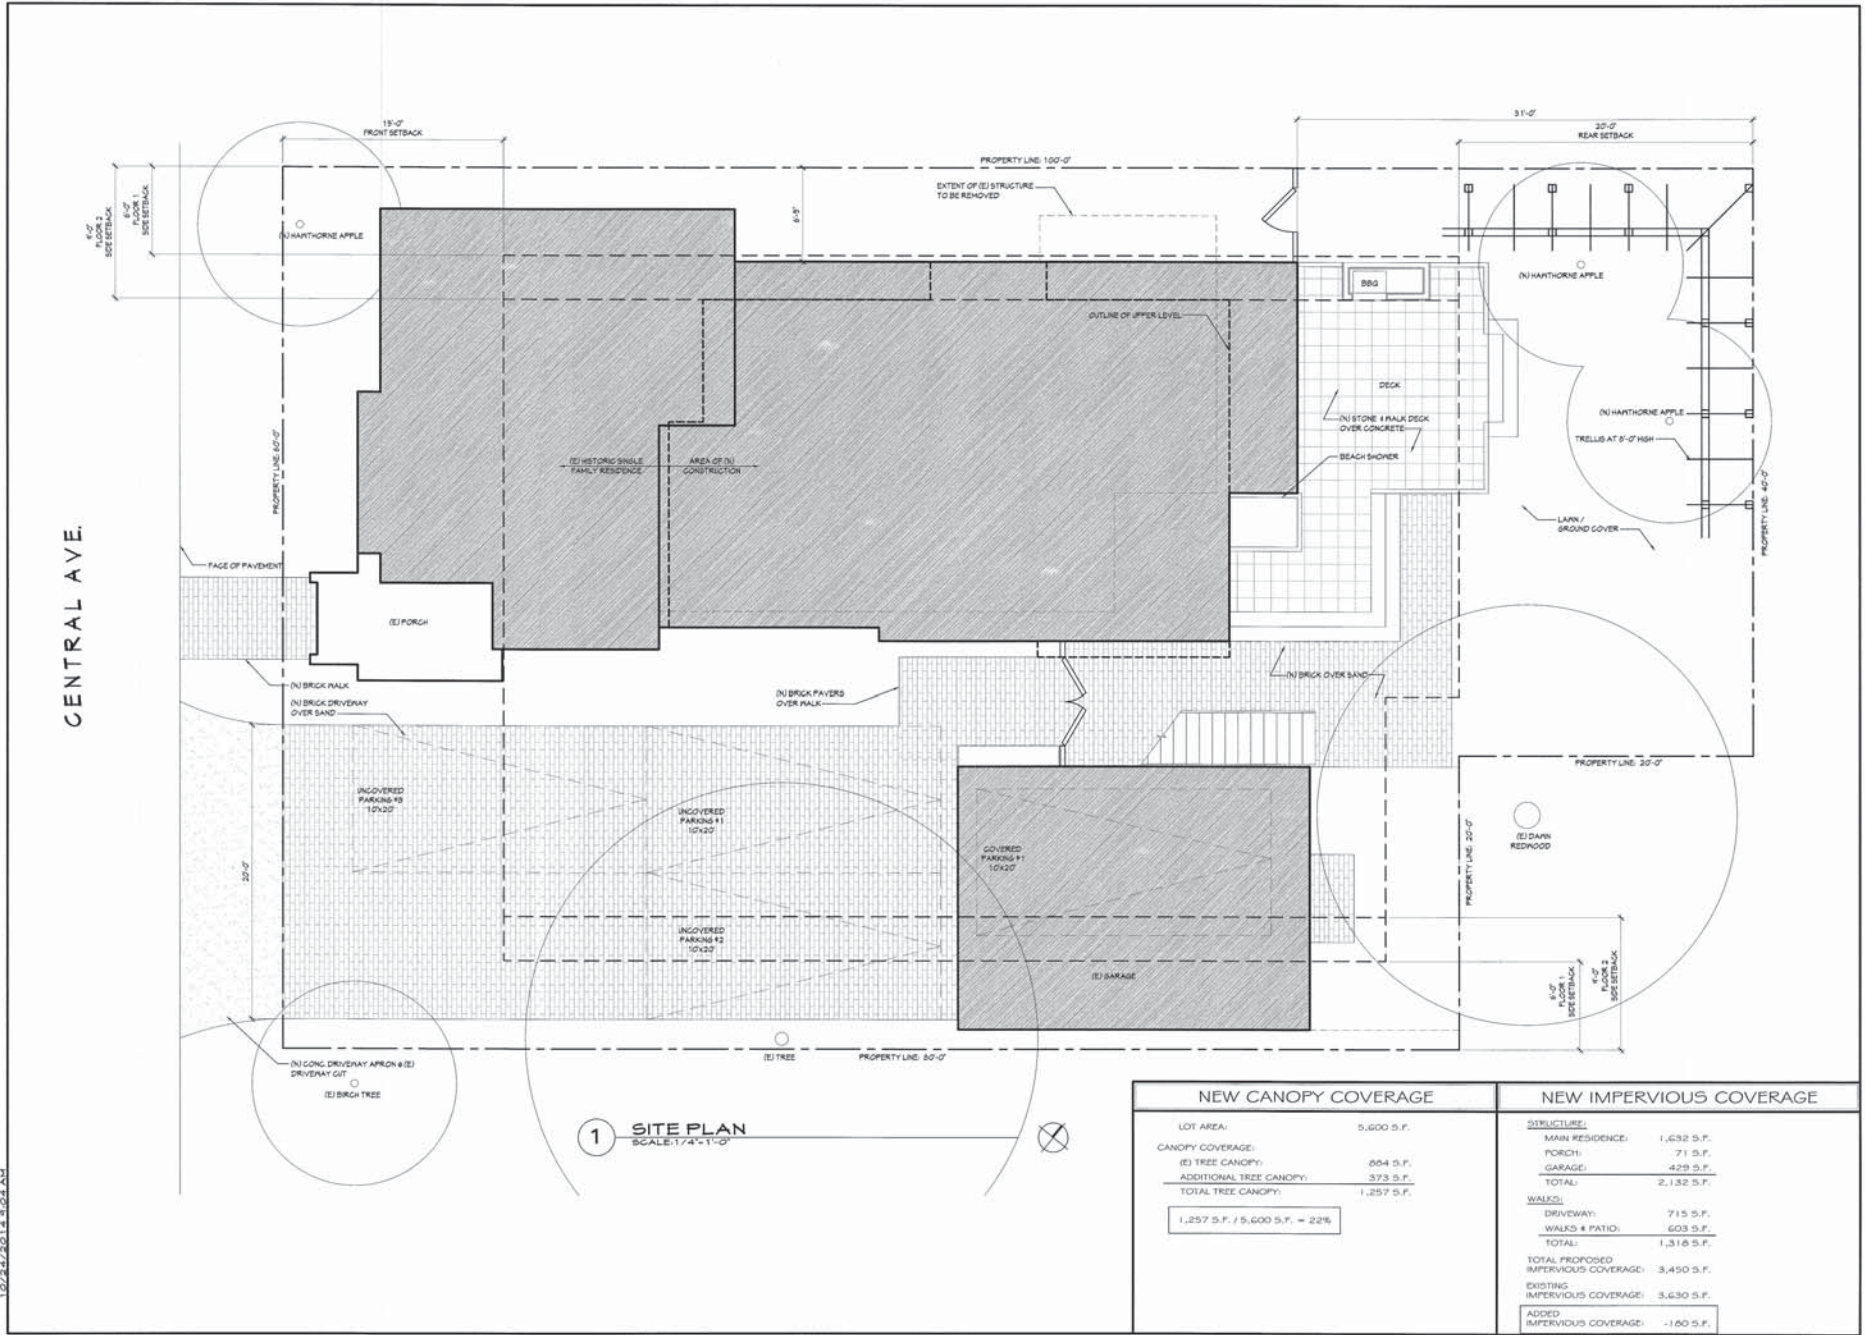 15'-0"
FRONT SETBACK
31'-0"
20'-0"
REAR SETBACK
PROPERTY LINE: 100'-0"
EXTENT OF (E) STRUCTURE
TO BE REMOVED
FLOOR 2
SIDE SETBACK
FLOOR 1
SIDE SETBACK
(N) HAWTHORNE APPLE
(N) HAWTHORNE APPLE
BBQ
OUTLINE OF UPPER LEVEL
DECK
(N) STONE & WALK DECK
OVER CONCRETE
BEACH SHOWER
(N) HAWTHORNE APPLE
TRELLIS AT 8'-0" HIGH
PROPERTY LINE: 60'-0"
(E) HISTORIC SINGLE
FAMILY RESIDENCE
AREA OF (N)
CONSTRUCTION
LAWN /
GROUND COVER
PROPERTY LINE: 40'-0"
CENTRAL AVE.
FACE OF PAVEMENT
(E) PORCH
(N) BRICK WALK
(N) BRICK DRIVEWAY
OVER SAND
(N) BRICK PAVERS
OVER WALK
(N) BRICK OVER SAND
PROPERTY LINE: 20'-0"
UNCOVERED
PARKING #3
10'x20'
UNCOVERED
PARKING #1
10'x20'
COVERED
PARKING #1
10'x20'
(E) DAWN
REDWOOD
20'-0"
PROPERTY LINE: 20'-0"
UNCOVERED
PARKING #2
10'x20'
(E) GARAGE
FLOOR 1
SIDE SETBACK
FLOOR 2
SIDE SETBACK
(E) TREE
PROPERTY LINE: 80'-0"
(N) CONC. DRIVEWAY APRON @ (E)
DRIVEWAY CUT
(E) BIRCH TREE
1
SITE PLAN
SCALE: 1/4"=1'-0"
NEW CANOPY COVERAGE
LOT AREA: 5,600 S.F.
CANOPY COVERAGE:
(E) TREE CANOPY: 884 S.F.
ADDITIONAL TREE CANOPY: 373 S.F.
TOTAL TREE CANOPY: 1,257 S.F.
1,257 S.F. / 5,600 S.F. = 22%
NEW IMPERVIOUS COVERAGE
STRUCTURE:
MAIN RESIDENCE: 1,632 S.F.
PORCH: 71 S.F.
GARAGE: 429 S.F.
TOTAL: 2,132 S.F.
WALKS:
DRIVEWAY: 715 S.F.
WALKS & PATIO: 603 S.F.
TOTAL: 1,318 S.F.
TOTAL PROPOSED
IMPERVIOUS COVERAGE: 3,450 S.F.
EXISTING
IMPERVIOUS COVERAGE: 3,630 S.F.
ADDED
IMPERVIOUS COVERAGE: -180 S.F.
10/24/2014 9:04 AM